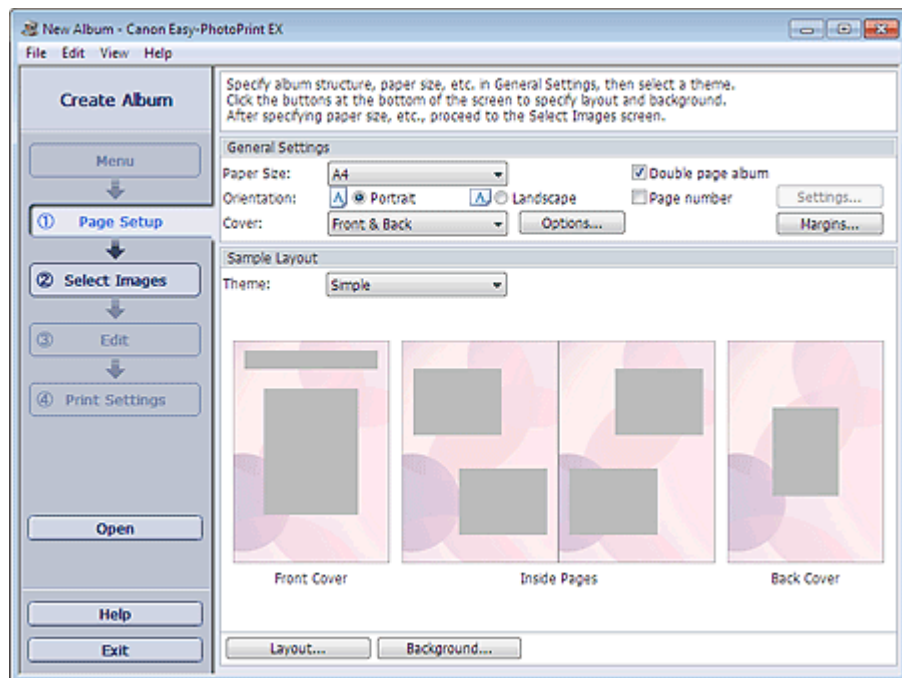 New Album - Canon Easy-PhotoPrint EX
File Edit View Help
Create Album
Menu
① Page Setup
② Select Images
③ Edit
④ Print Settings
Open
Help
Exit
Specify album structure, paper size, etc. in General Settings, then select a theme.
Click the buttons at the bottom of the screen to specify layout and background.
After specifying paper size, etc., proceed to the Select Images screen.
General Settings
Paper Size: A4 Double page album
Orientation: A Portrait A Landscape Page number Settings...
Cover: Front & Back Options... Margins...
Sample Layout
Theme: Simple
Front Cover Inside Pages Back Cover
Layout... Background...